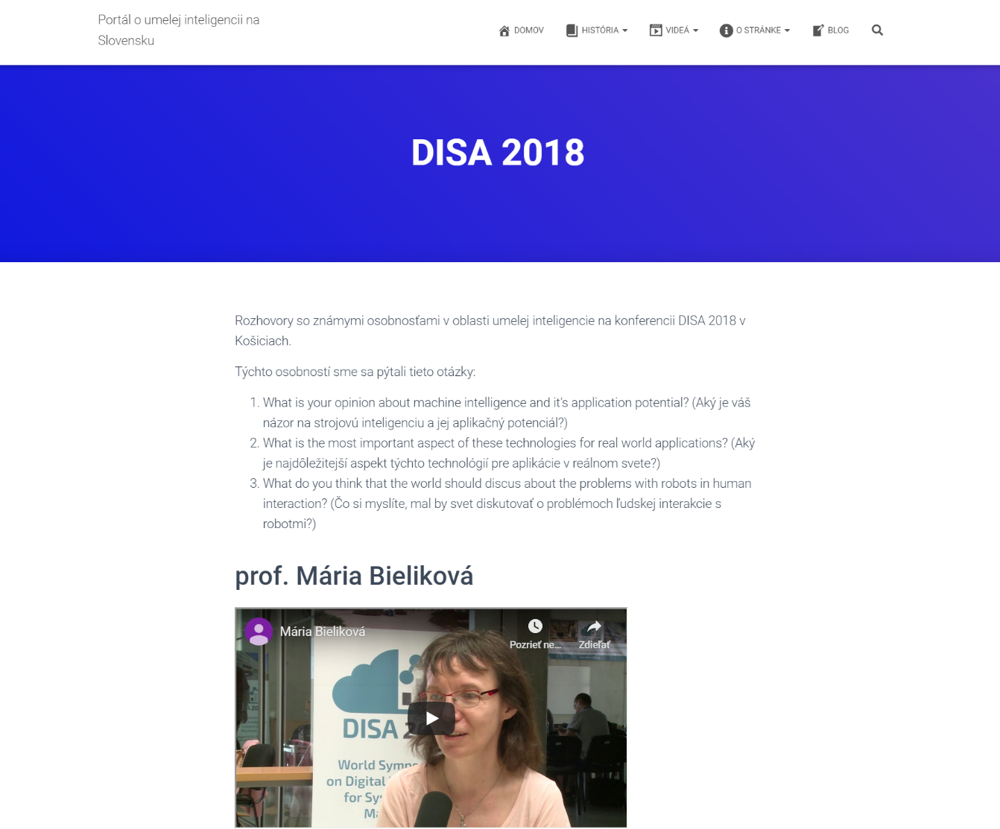 Portál o umelej inteligencii na
Slovensku
DOMOV
HISTÓRIA
VIDEÁ
O STRÁNKE
BLOG
DISA 2018
Rozhovory so známymi osobnosťami v oblasti umelej inteligencie na konferencii DISA 2018 v
Košiciach.
Týchto osobností sme sa pýtali tieto otázky:
1. What is your opinion about machine intelligence and it's application potential? (Aký je váš
názor na strojovú inteligenciu a jej aplikačný potenciál?)
2. What is the most important aspect of these technologies for real world applications? (Aký
je najdôležitejší aspekt týchto technológií pre aplikácie v reálnom svete?)
3. What do you think that the world should discus about the problems with robots in human
interaction? (Čo si myslíte, mal by svet diskutovať o problémoch ľudskej interakcie s
robotmi?)
prof. Mária Bieliková
Mária Bieliková
Pozrieť ne...
Zdieľať
DISA 2
World Symp
on Digital
for Sy
M